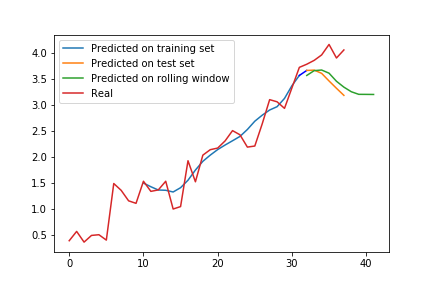 Predicted on training set
Predicted on test set
Predicted on rolling window
Real
4.0
3.5
3.0
2.5
2.0
1.5
1.0
0.5
0 10 20 30 40